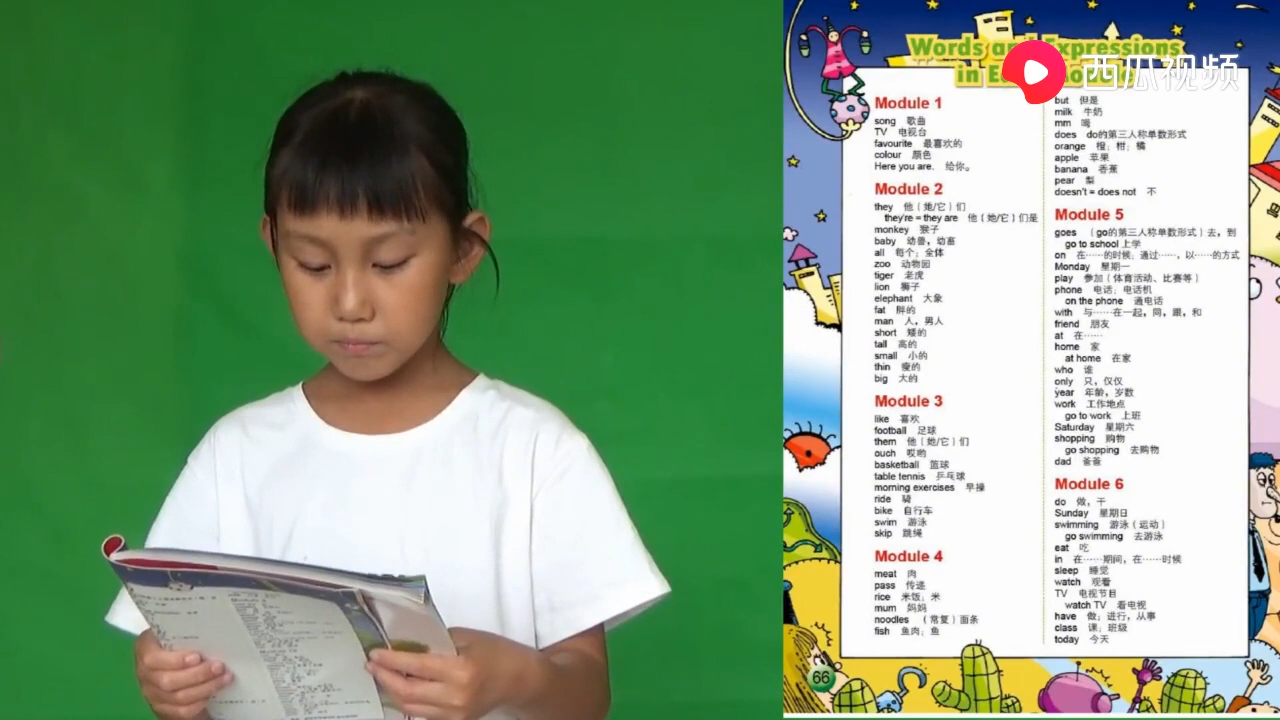 Words and Expressions
in Each Module
西瓜视频
Module 1
song 歌曲
TV 电视台
favourite 最喜欢的
colour 颜色
Here you are. 给你。
Module 2
they 他（她/它）们
they're = they are 他（她/它）们是
monkey 猴子
baby 幼兽，幼畜
all 每个；全体
zoo 动物园
tiger 老虎
lion 狮子
elephant 大象
fat 胖的
man 人，男人
short 矮的
tall 高的
small 小的
thin 瘦的
big 大的
Module 3
like 喜欢
football 足球
them 他（她/它）们
ouch 哎哟
basketball 篮球
table tennis 乒乓球
morning exercises 早操
ride 骑
bike 自行车
swim 游泳
skip 跳绳
Module 4
meat 肉
pass 传递
rice 米饭；米
mum 妈妈
noodles （常复）面条
fish 鱼肉；鱼
but 但是
milk 牛奶
mm 嗯
does do的第三人称单数形式
orange 橙；柑；橘
apple 苹果
banana 香蕉
pear 梨
doesn't = does not 不
Module 5
goes （go的第三人称单数形式）去，到
go to school 上学
on 在……的时候；通过……，以……的方式
Monday 星期一
play 参加（体育活动、比赛等）
phone 电话；电话机
on the phone 通电话
with 与……在一起，同，跟，和
friend 朋友
at 在……
home 家
at home 在家
who 谁
only 只，仅仅
year 年龄，岁数
work 工作地点
go to work 上班
Saturday 星期六
shopping 购物
go shopping 去购物
dad 爸爸
Module 6
do 做，干
Sunday 星期日
swimming 游泳（运动）
go swimming 去游泳
eat 吃
in 在……期间，在……时候
sleep 睡觉
watch 观看
TV 电视节目
watch TV 看电视
have 做；进行，从事
class 课；班级
today 今天
66